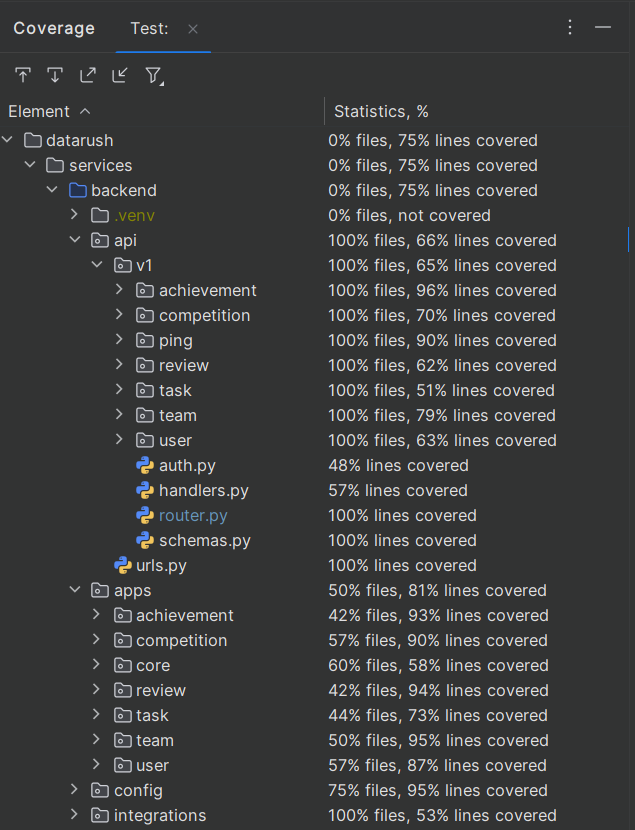 Coverage Test:
Element Statistics, %
datarush 0% files, 75% lines covered
services 0% files, 75% lines covered
backend 0% files, 75% lines covered
.venv 0% files, not covered
api 100% files, 66% lines covered
v1 100% files, 65% lines covered
achievement 100% files, 96% lines covered
competition 100% files, 70% lines covered
ping 100% files, 90% lines covered
review 100% files, 62% lines covered
task 100% files, 51% lines covered
team 100% files, 79% lines covered
user 100% files, 63% lines covered
auth.py 48% lines covered
handlers.py 57% lines covered
router.py 100% lines covered
schemas.py 100% lines covered
urls.py 100% lines covered
apps 50% files, 81% lines covered
achievement 42% files, 93% lines covered
competition 57% files, 90% lines covered
core 60% files, 58% lines covered
review 42% files, 94% lines covered
task 44% files, 73% lines covered
team 50% files, 95% lines covered
user 57% files, 87% lines covered
config 75% files, 95% lines covered
integrations 100% files, 53% lines covered